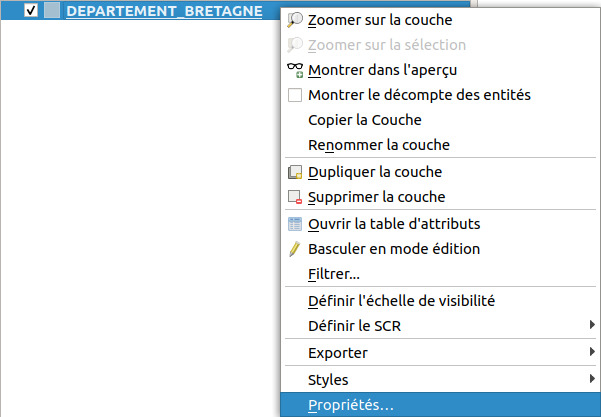 DEPARTEMENT_BRETAGNE
Zoomer sur la couche
Zoomer sur la sélection
Montrer dans l'aperçu
Montrer le décompte des entités
Copier la Couche
Renommer la couche
Dupliquer la couche
Supprimer la couche
Ouvrir la table d'attributs
Basculer en mode édition
Filtrer...
Définir l'échelle de visibilité
Définir le SCR
Exporter
Styles
Propriétés...